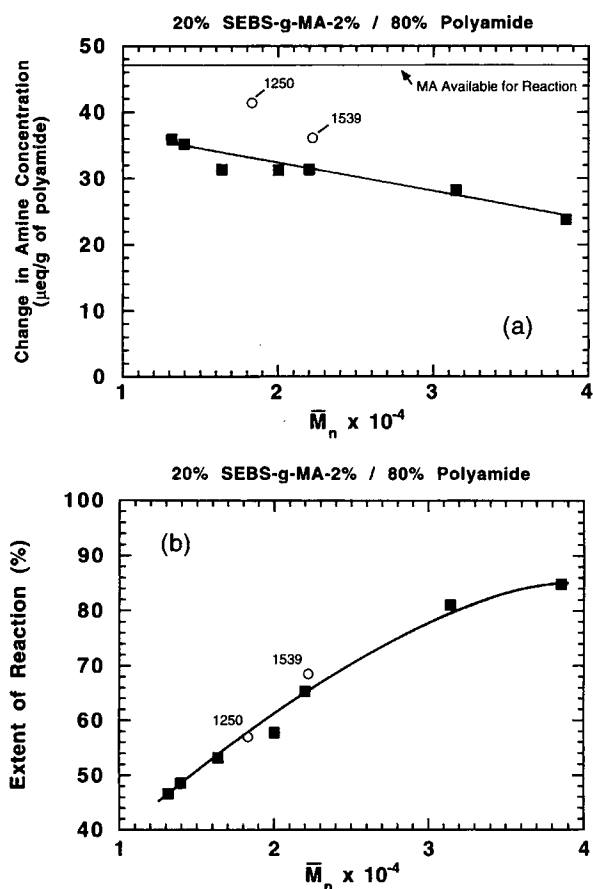 20% SEBS-g-MA-2% / 80% Polyamide
50
40
30
20
10
0
Change in Amine Concentration
(μeq/g of polyamide)
MA Available for Reaction
1250
1539
(a)
1
2
3
4
M̅n x 10⁻⁴
20% SEBS-g-MA-2% / 80% Polyamide
100
90
80
70
60
50
40
Extent of Reaction (%)
(b)
1539
1250
1
2
3
4
M̅n x 10⁻⁴